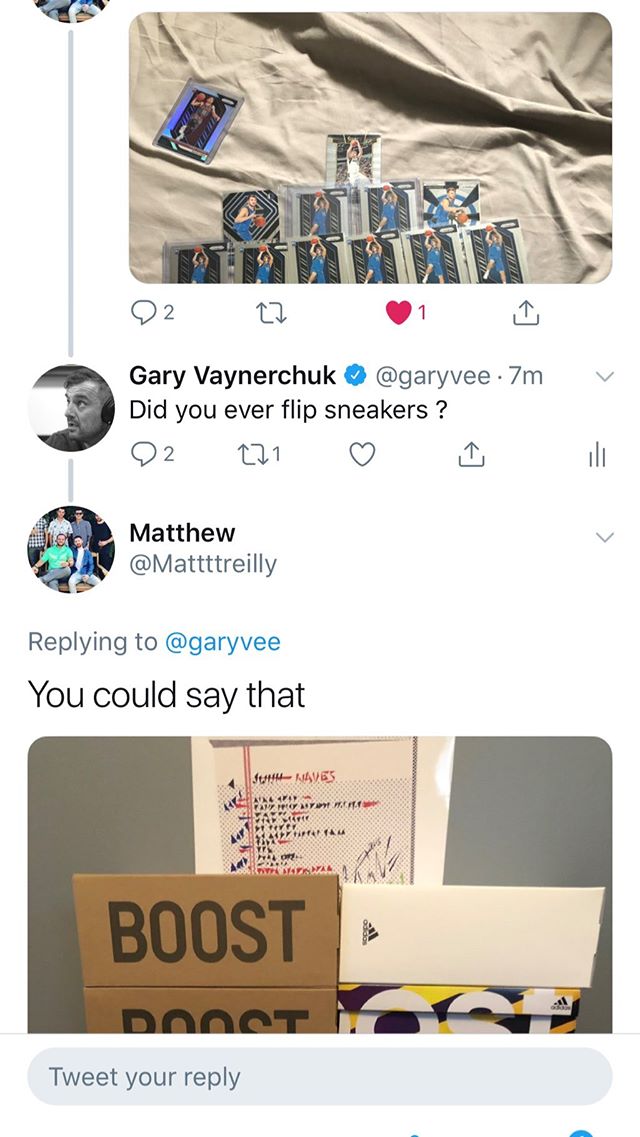 2
1
Gary Vaynerchuk @garyvee · 7m
Did you ever flip sneakers ?
2
1
Matthew
@Mattttreilly
Replying to @garyvee
You could say that
WAVES
BOOST
adidas
BOOST
OST
adidas
Tweet your reply